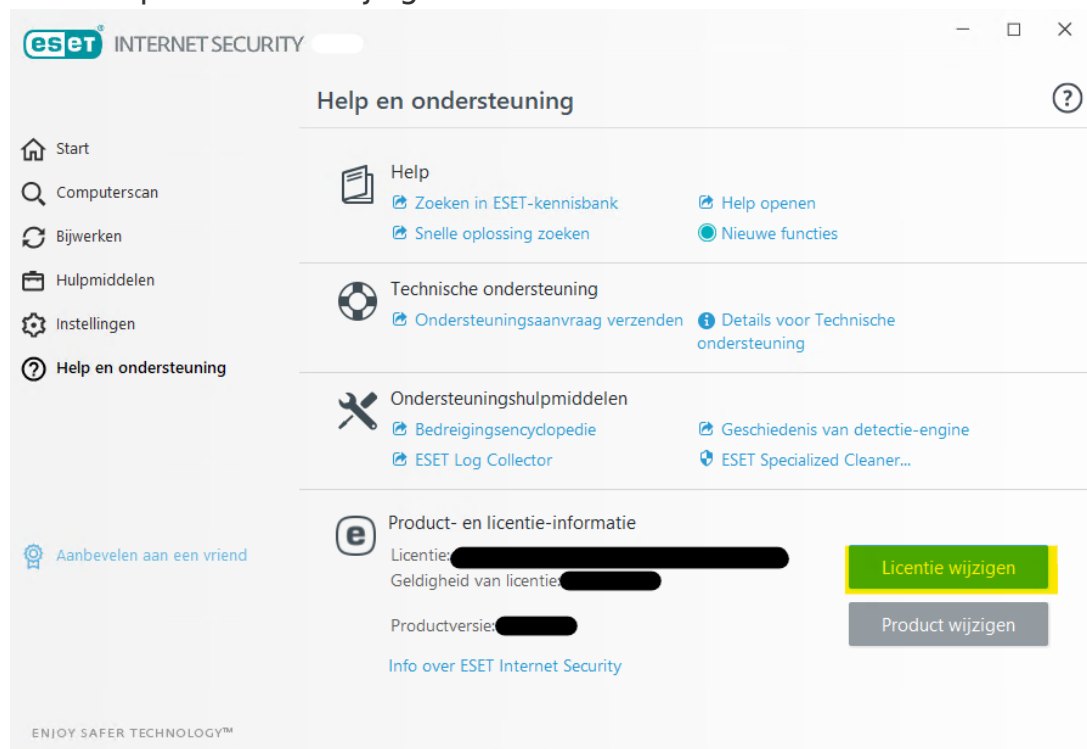 eset INTERNET SECURITY
Help en ondersteuning
Start
Computerscan
Bijwerken
Hulpmiddelen
Instellingen
Help en ondersteuning
Aanbevelen aan een vriend
Help
Zoeken in ESET-kennisbank
Help openen
Snelle oplossing zoeken
Nieuwe functies
Technische ondersteuning
Ondersteuningsaanvraag verzenden
Details voor Technische
ondersteuning
Ondersteuningshulpmiddelen
Bedreigingsencyclopedie
Geschiedenis van detectie-engine
ESET Log Collector
ESET Specialized Cleaner...
Product- en licentie-informatie
Licentie:
Geldigheid van licentie:
Licentie wijzigen
Productversie:
Product wijzigen
Info over ESET Internet Security
ENJOY SAFER TECHNOLOGY™